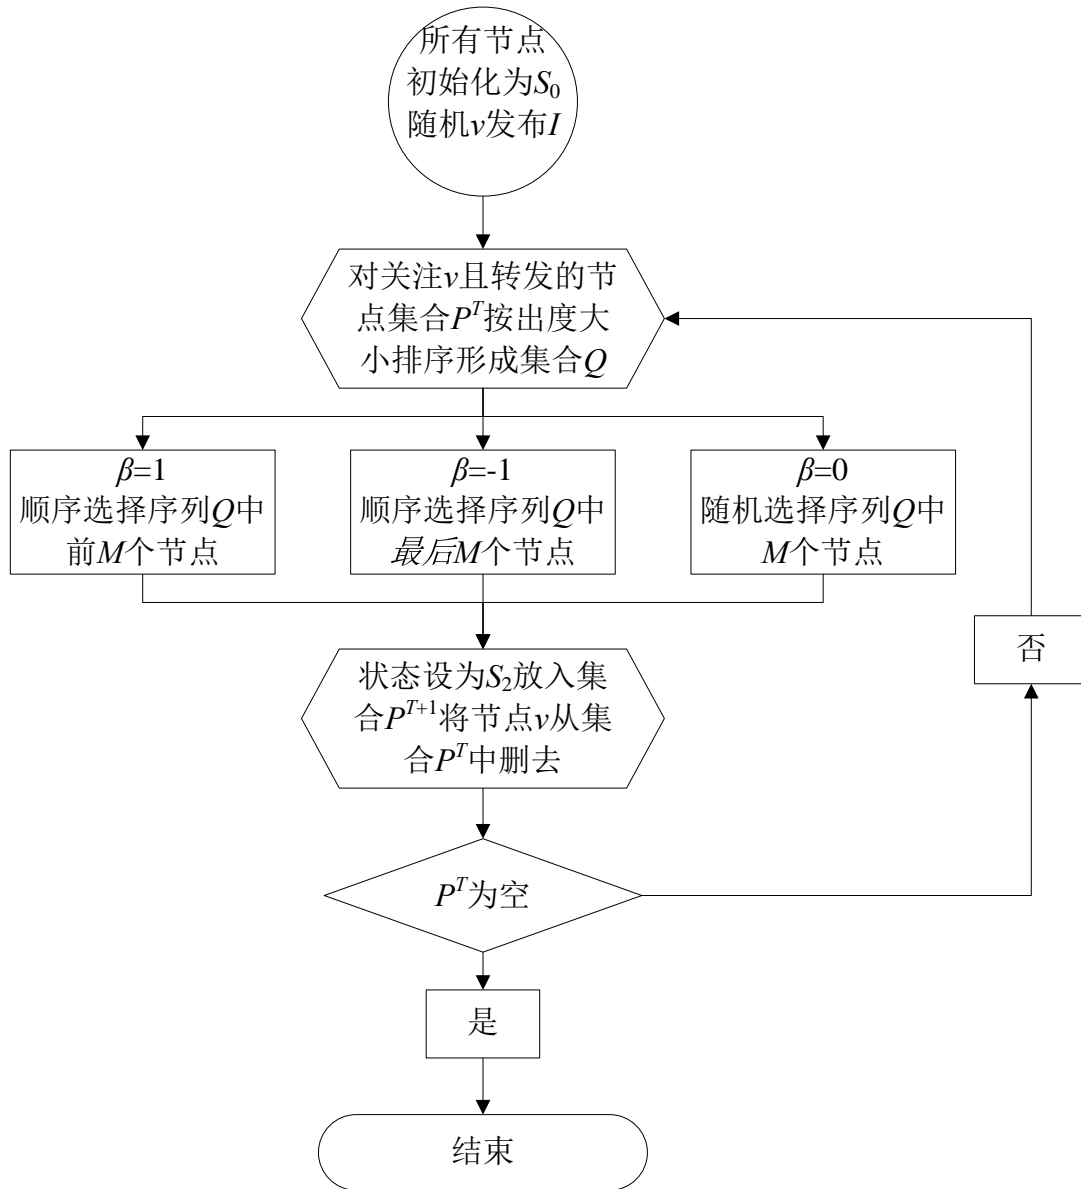 所有节点
初始化为S₀
随机v发布I
对关注v且转发的节
点集合Pᵀ按出度大
小排序形成集合Q
β=1
顺序选择序列Q中
前M个节点
β=-1
顺序选择序列Q中
最后M个节点
β=0
随机选择序列Q中
M个节点
否
状态设为S₂放入集
合Pᵀ⁺¹将节点v从集
合Pᵀ中删去
Pᵀ为空
是
结束